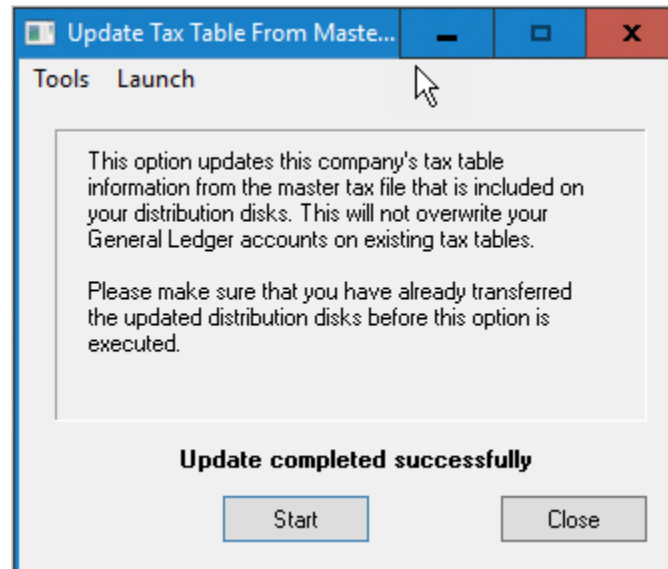 Update Tax Table From Maste...
Tools Launch
This option updates this company's tax table
information from the master tax file that is included on
your distribution disks. This will not overwrite your
General Ledger accounts on existing tax tables.
Please make sure that you have already transferred
the updated distribution disks before this option is
executed.
Update completed successfully
Start Close